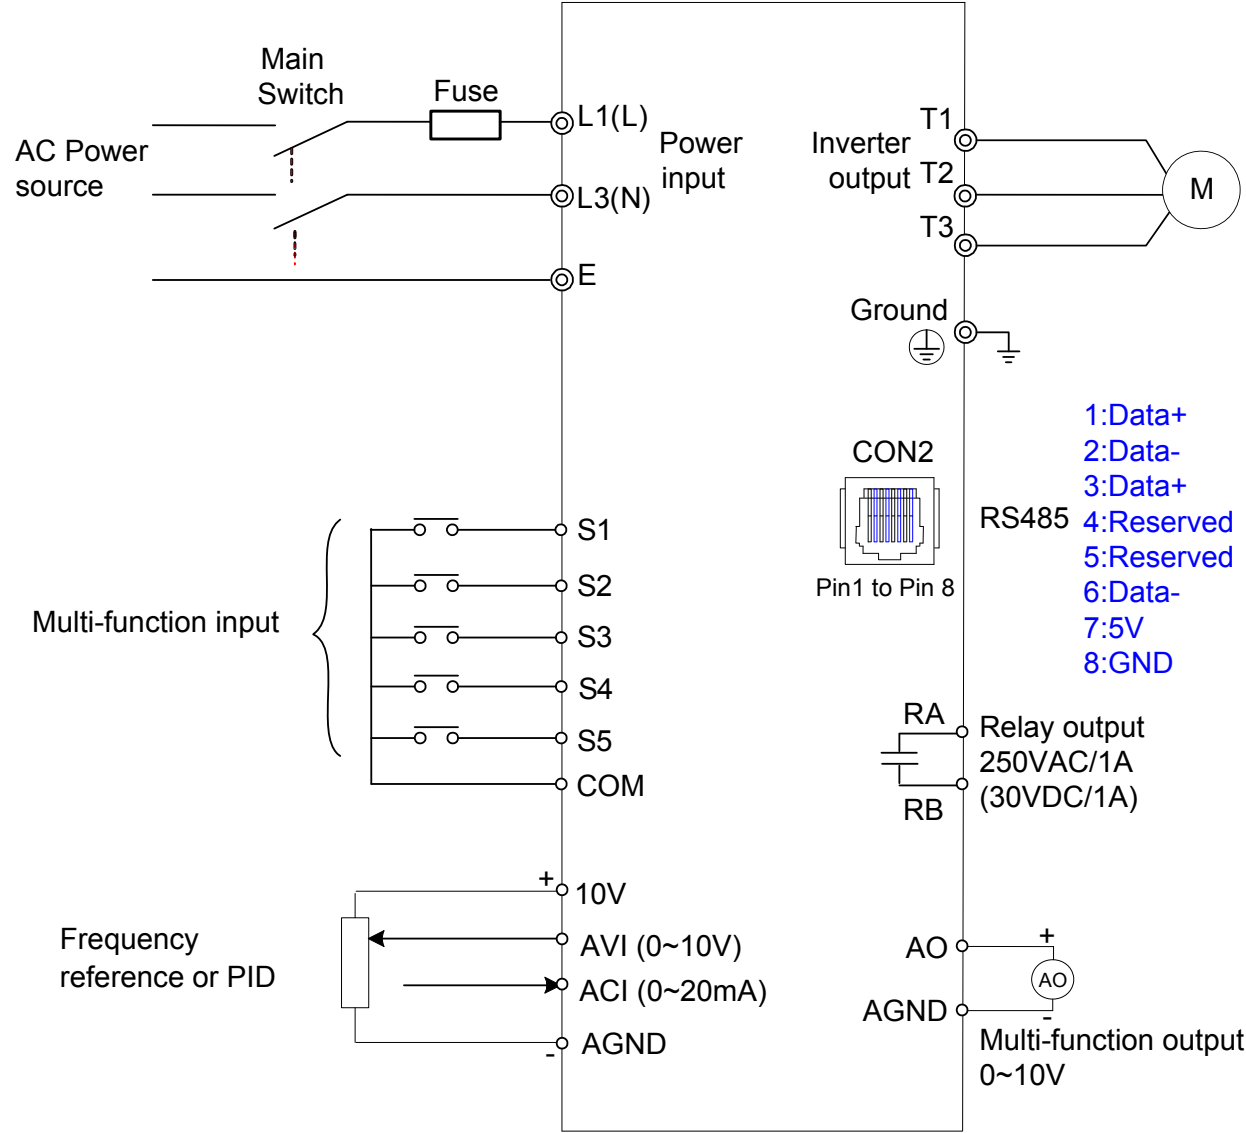 Main
Switch
Fuse
AC Power
source
L1(L)
L3(N)
E
Power
input
Inverter
output
T1
T2
T3
M
Ground
CON2
Pin1 to Pin 8
RS485
1:Data+
2:Data-
3:Data+
4:Reserved
5:Reserved
6:Data-
7:5V
8:GND
Multi-function input
S1
S2
S3
S4
S5
COM
RA
RB
Relay output
250VAC/1A
(30VDC/1A)
Frequency
reference or PID
+
10V
AVI (0~10V)
ACI (0~20mA)
-
AGND
AO
AGND
+
AO
-
Multi-function output
0~10V